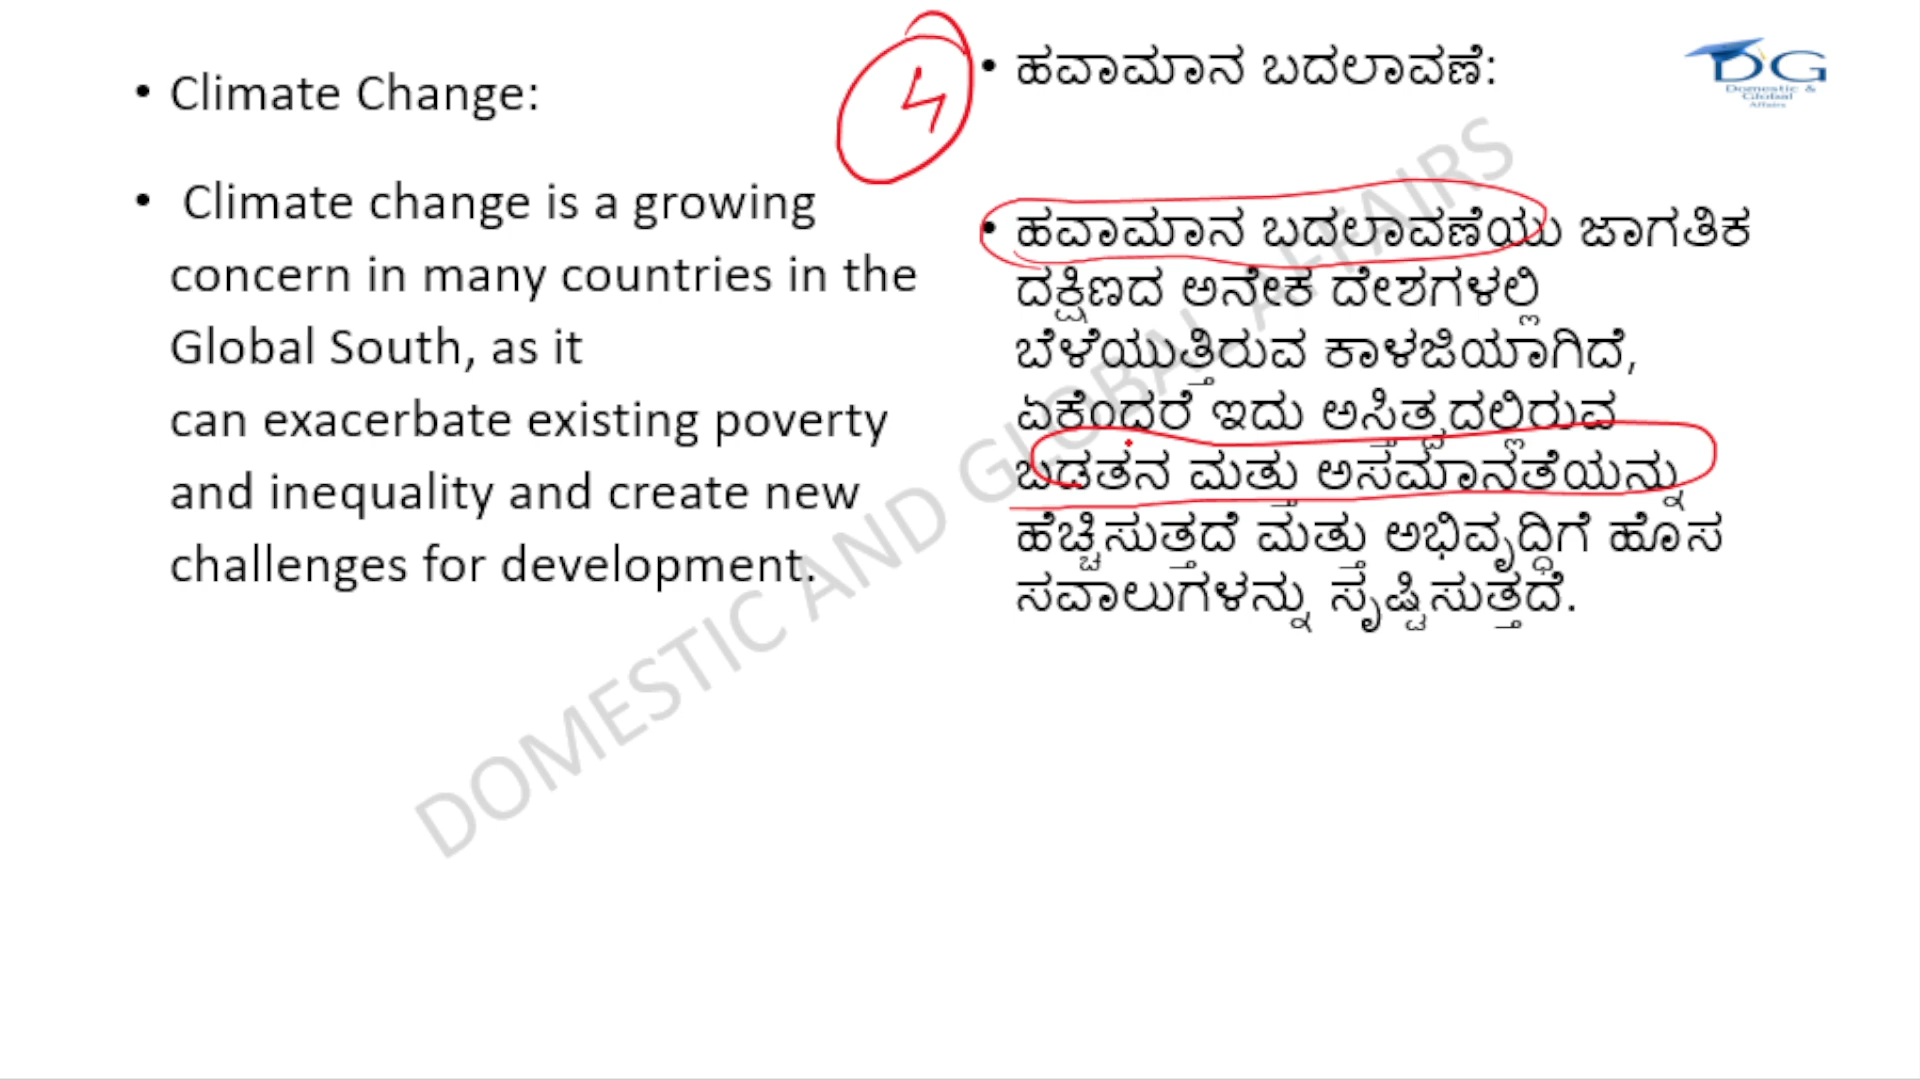 • Climate Change:
• Climate change is a growing
concern in many countries in the
Global South, as it
can exacerbate existing poverty
and inequality and create new
challenges for development.
4
• ಹವಾಮಾನ ಬದಲಾವಣೆ:
• ಹವಾಮಾನ ಬದಲಾವಣೆಯು ಜಾಗತಿಕ
ದಕ್ಷಿಣದ ಅನೇಕ ದೇಶಗಳಲ್ಲಿ
ಬೆಳೆಯುತ್ತಿರುವ ಕಾಳಜಿಯಾಗಿದೆ,
ಏಕೆಂದರೆ ಇದು ಅಸ್ತಿತ್ವದಲ್ಲಿರುವ
ಬಡತನ ಮತ್ತು ಅಸಮಾನತೆಯನ್ನು
ಹೆಚ್ಚಿಸುತ್ತದೆ ಮತ್ತು ಅಭಿವೃದ್ಧಿಗೆ ಹೊಸ
ಸವಾಲುಗಳನ್ನು ಸೃಷ್ಟಿಸುತ್ತದೆ.
DG
Domestic &
Global
Affairs
DOMESTIC AND GLOBAL AFFAIRS